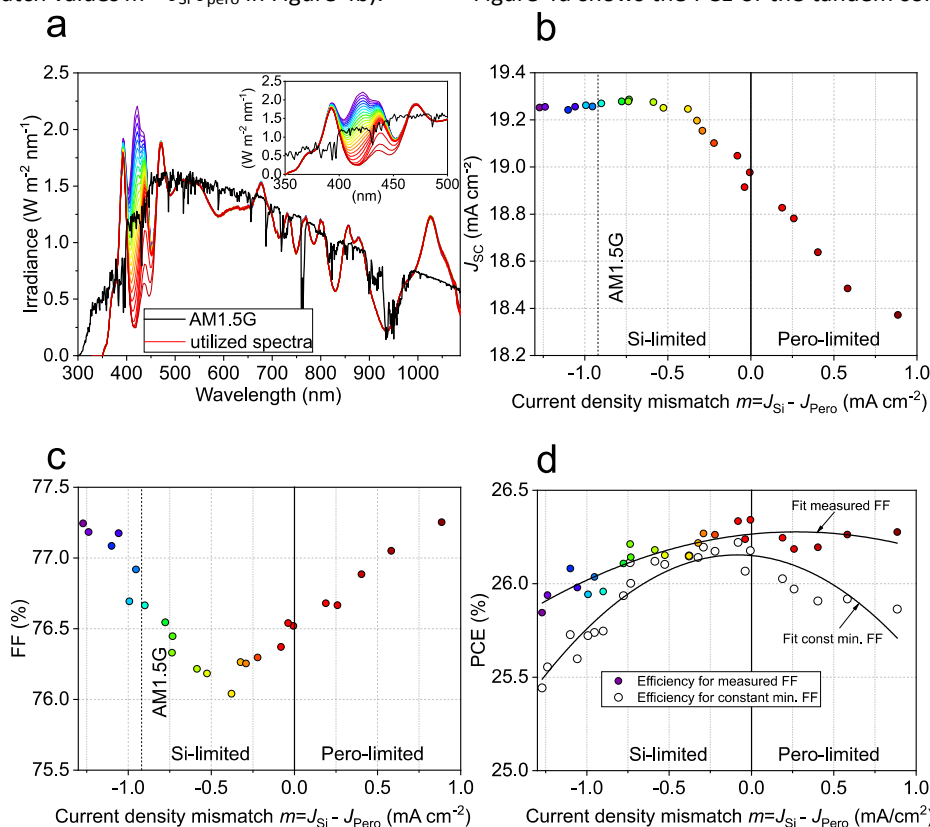 a
2.5
2.0
1.5
1.0
0.5
0.0
Irradiance (W m⁻² nm⁻¹)
300 400 500 600 700 800 900 1000
Wavelength (nm)
AM1.5G
utilized spectra
2.5
2.0
1.5
1.0
0.5
0.0
(W m⁻² nm⁻¹)
350 400 450 500
(nm)
b
19.4
19.2
19.0
18.8
18.6
18.4
18.2
J_SC (mA cm⁻²)
AM1.5G
Si-limited
Pero-limited
-1.0 -0.5 0.0 0.5 1.0
Current density mismatch m=J_Si - J_Pero (mA cm⁻²)
c
77.5
77.0
76.5
76.0
75.5
FF (%)
AM1.5G
Si-limited
Pero-limited
-1.0 -0.5 0.0 0.5 1.0
Current density mismatch m=J_Si - J_Pero (mA cm⁻²)
d
26.5
26.0
25.5
25.0
PCE (%)
Fit measured FF
Fit const min. FF
Efficiency for measured FF
Efficiency for constant min. FF
Si-limited
Pero-limited
-1.0 -0.5 0.0 0.5 1.0
Current density mismatch m=J_Si - J_Pero (mA/cm²)